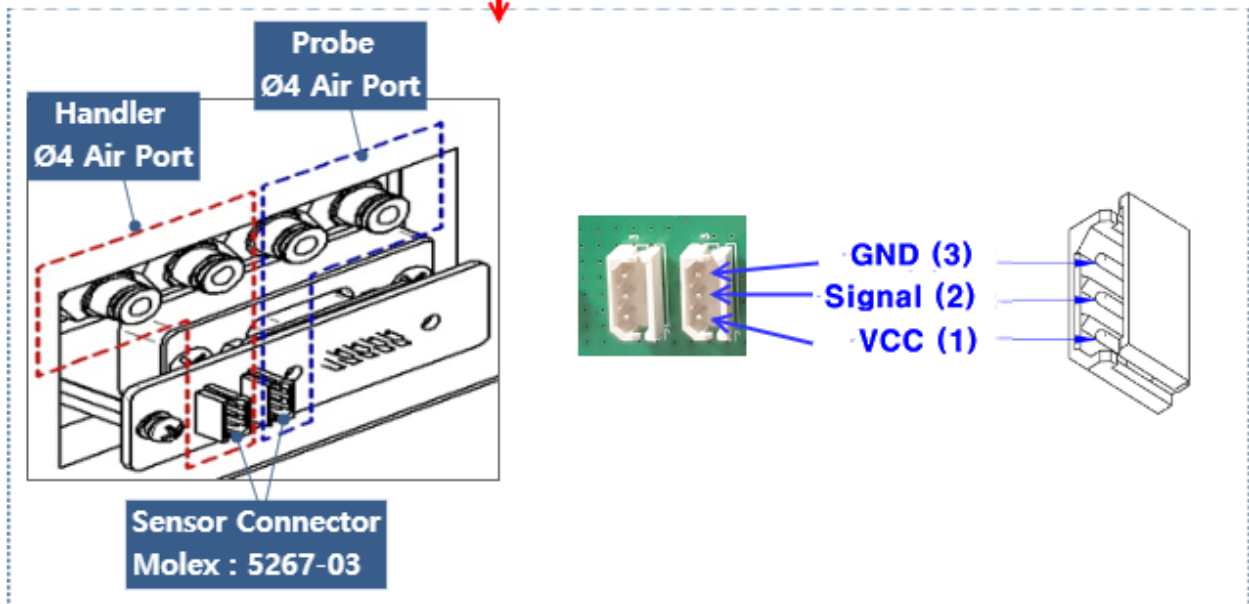 Probe
Ø4 Air Port
Handler
Ø4 Air Port
GND (3)
Signal (2)
VCC (1)
Sensor Connector
Molex : 5267-03